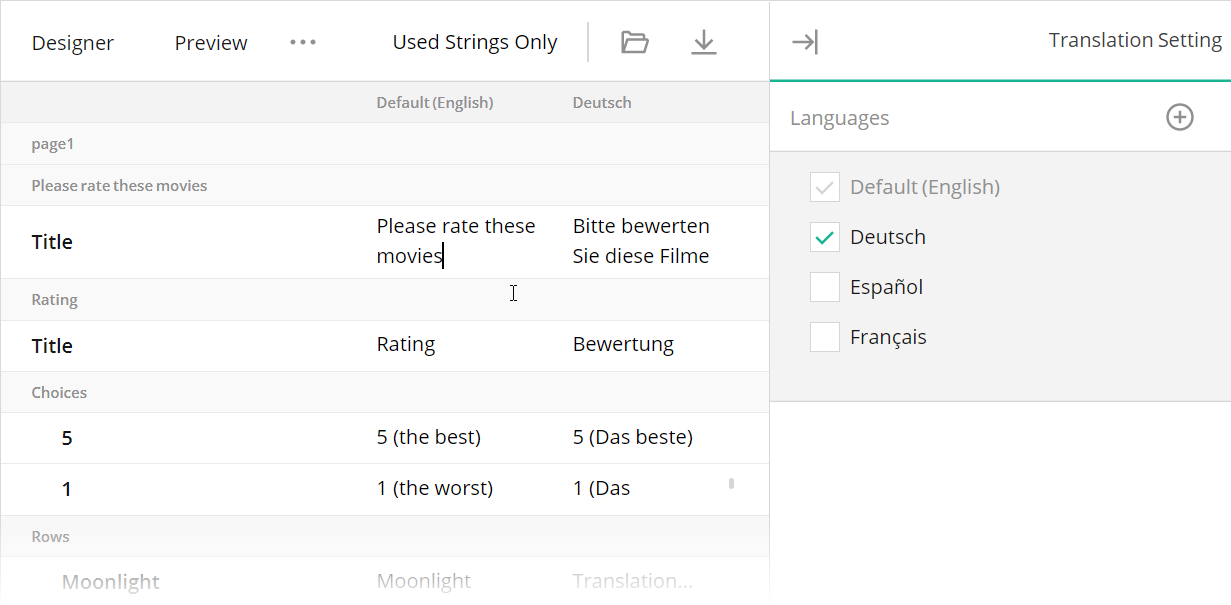 Designer Preview ••• Used Strings Only Translation Setting
Default (English) Deutsch
Languages
page1
Please rate these movies
Default (English)
Title
Please rate these
movies
Bitte bewerten
Sie diese Filme
Deutsch
Español
Français
Rating
Title Rating Bewertung
Choices
5 5 (the best) 5 (Das beste)
1 1 (the worst) 1 (Das
Rows
Moonlight Moonlight Translation...